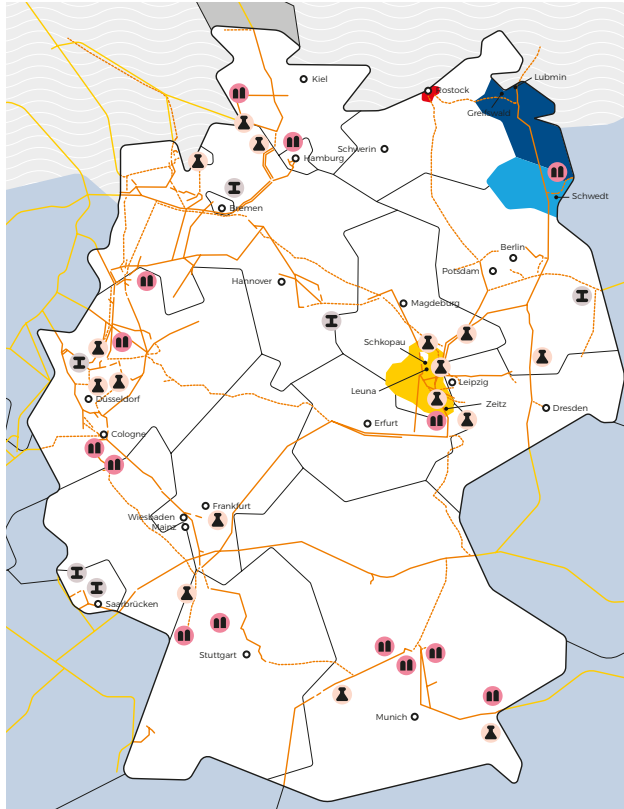 Lubmin
Kiel
Rostock
Greifswald
Schwerin
Hamburg
Schwedt
Bremen
Berlin
Potsdam
Hannover
Magdeburg
Schkopau
Leipzig
Leuna
Düsseldorf
Zeitz
Dresden
Erfurt
Cologne
Frankfurt
Wiesbaden
Mainz
Saarbrücken
Stuttgart
Munich